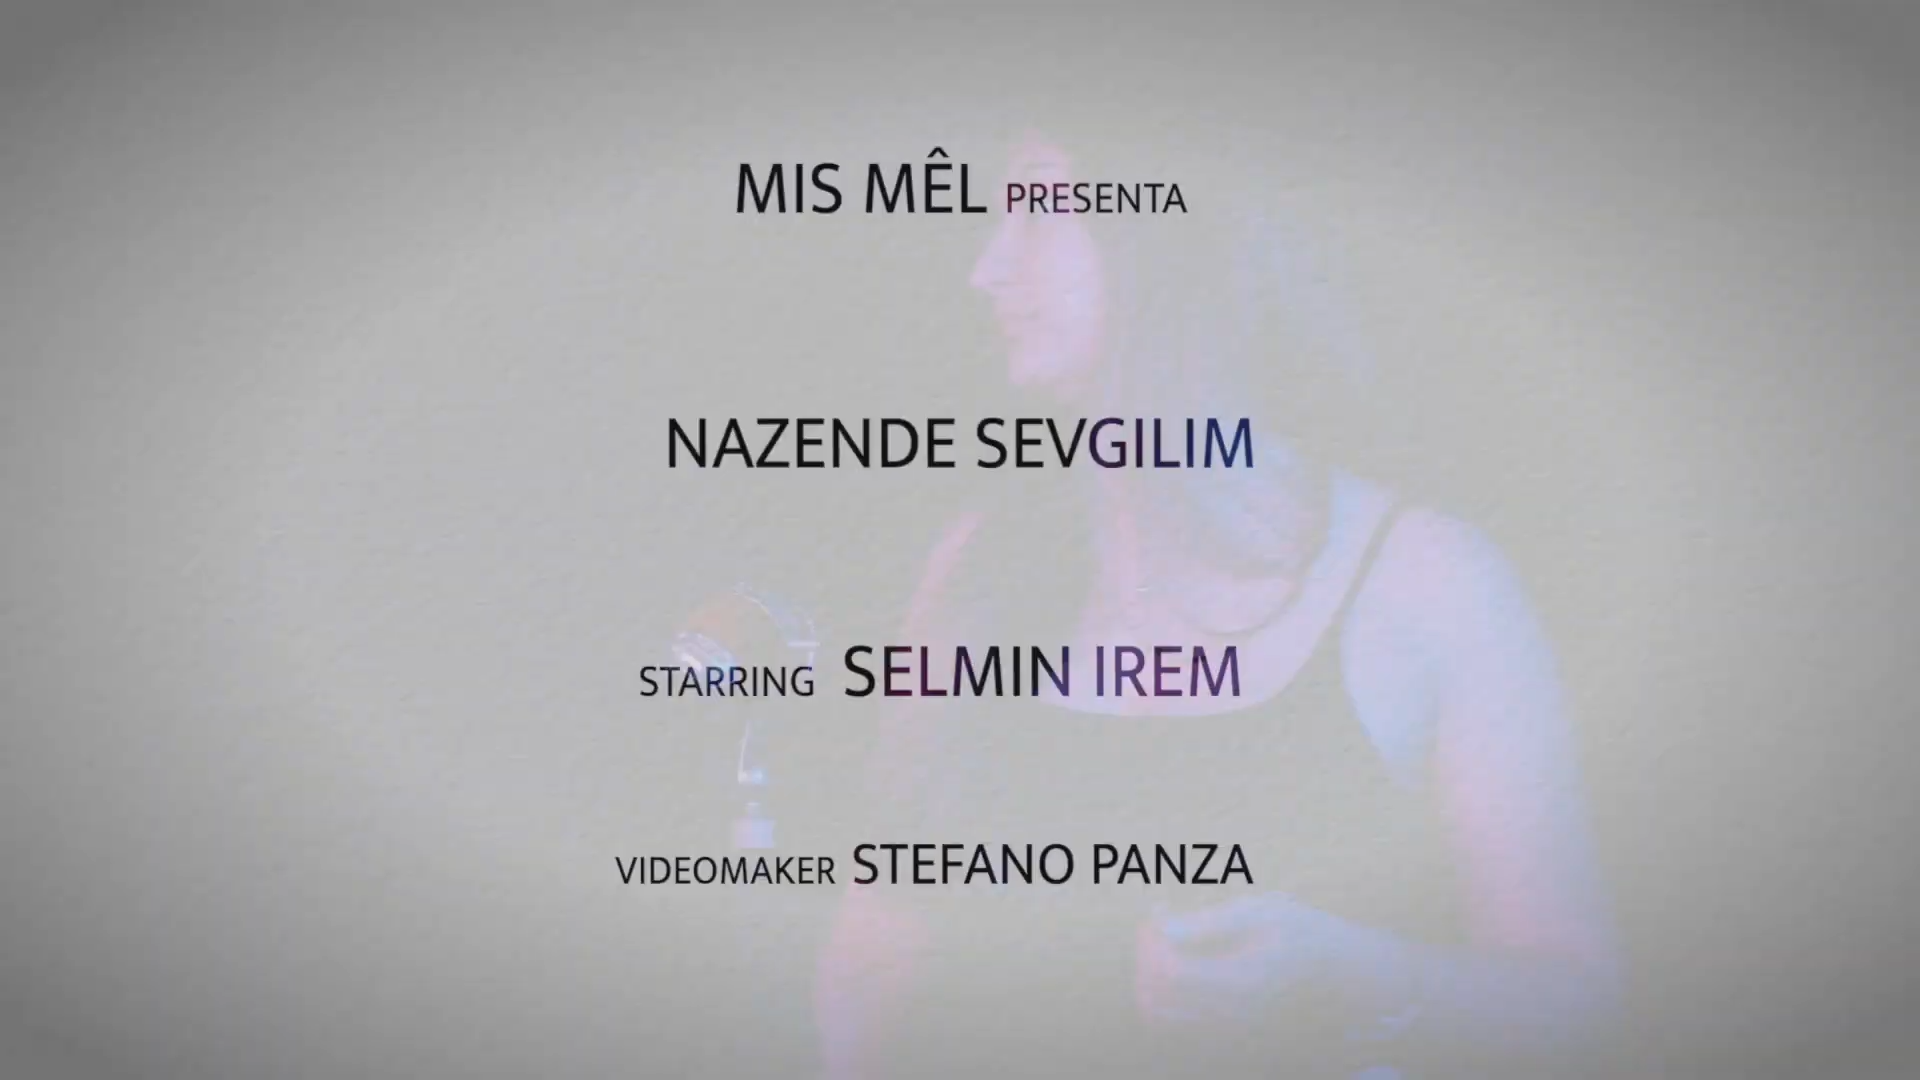 MIS MÊL PRESENTA
NAZENDE SEVGILIM
STARRING SELMIN IREM
VIDEOMAKER STEFANO PANZA